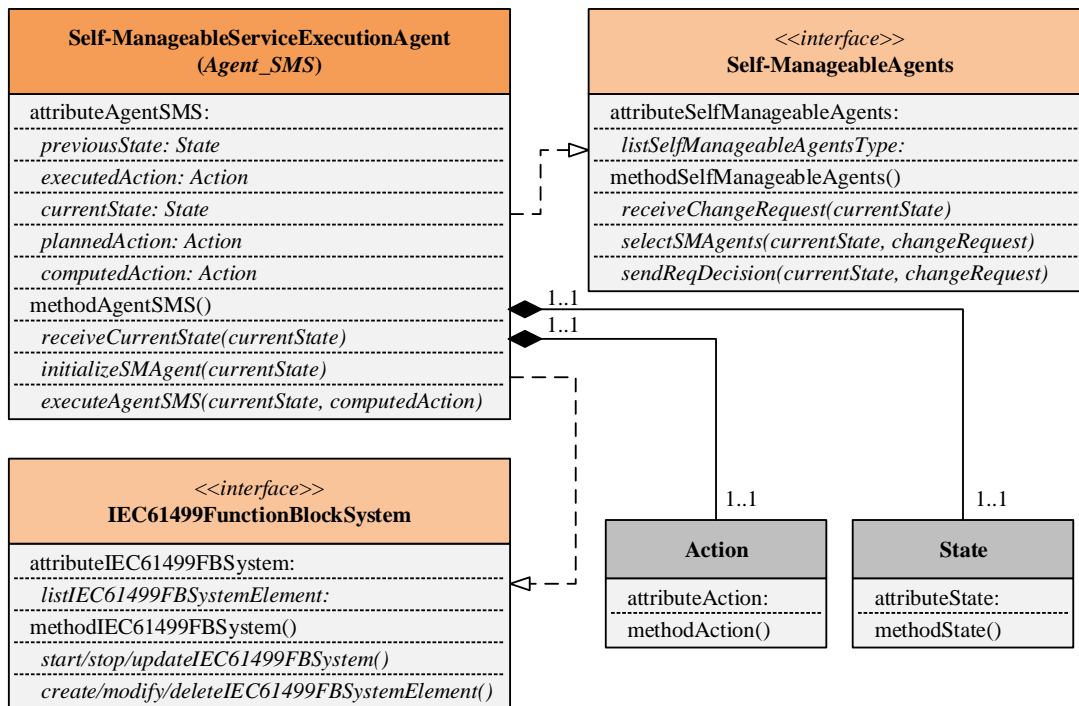 Self-ManageableServiceExecutionAgent
(Agent_SMS)
attributeAgentSMS:
previousState: State
executedAction: Action
currentState: State
plannedAction: Action
computedAction: Action
methodAgentSMS()
receiveCurrentState(currentState)
initializeSMAgent(currentState)
executeAgentSMS(currentState, computedAction)
<<interface>>
Self-ManageableAgents
attributeSelfManageableAgents:
listSelfManageableAgentsType:
methodSelfManageableAgents()
receiveChangeRequest(currentState)
selectSMAgents(currentState, changeRequest)
sendReqDecision(currentState, changeRequest)
1..1
1..1
<<interface>>
IEC61499FunctionBlockSystem
attributeIEC61499FBSystem:
listIEC61499FBSystemElement:
methodIEC61499FBSystem()
start/stop/updateIEC61499FBSystem()
create/modify/deleteIEC61499FBSystemElement()
1..1
Action
attributeAction:
methodAction()
1..1
State
attributeState:
methodState()